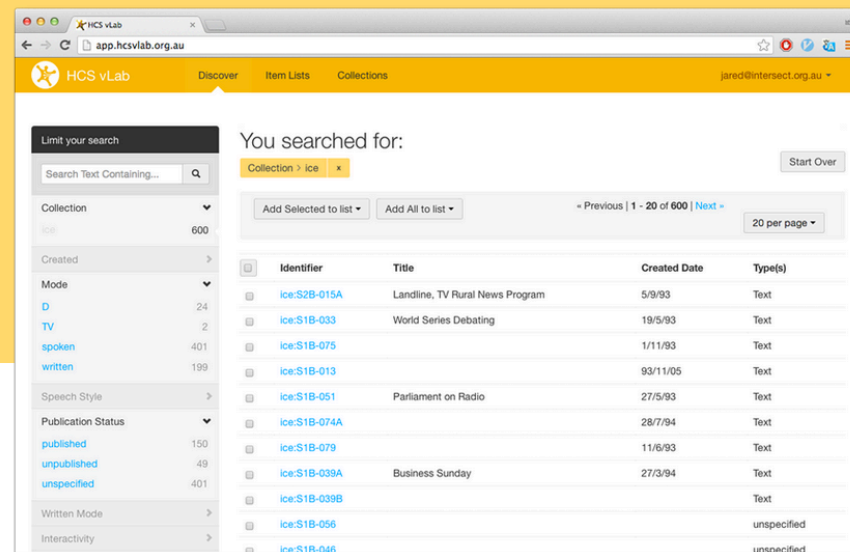 HCS vLab
app.hcsvlab.org.au
HCS vLab Discover Item Lists Collections jared@intersect.org.au
Limit your search
Search Text Containing...
Collection
ice 600
Created
Mode
D 24
TV 2
spoken 401
written 199
Speech Style
Publication Status
published 150
unpublished 49
unspecified 401
Written Mode
Interactivity
You searched for:
Collection > ice x
Start Over
Add Selected to list Add All to list
« Previous | 1 - 20 of 600 | Next »
20 per page
Identifier Title Created Date Type(s)
ice:S2B-015A Landline, TV Rural News Program 5/9/93 Text
ice:S1B-033 World Series Debating 19/5/93 Text
ice:S1B-075 1/11/93 Text
ice:S1B-013 93/11/05 Text
ice:S1B-051 Parliament on Radio 27/5/93 Text
ice:S1B-074A 28/7/94 Text
ice:S1B-079 11/6/93 Text
ice:S1B-039A Business Sunday 27/3/94 Text
ice:S1B-039B Text
ice:S1B-056 unspecified
ice:S1B-046 unspecified